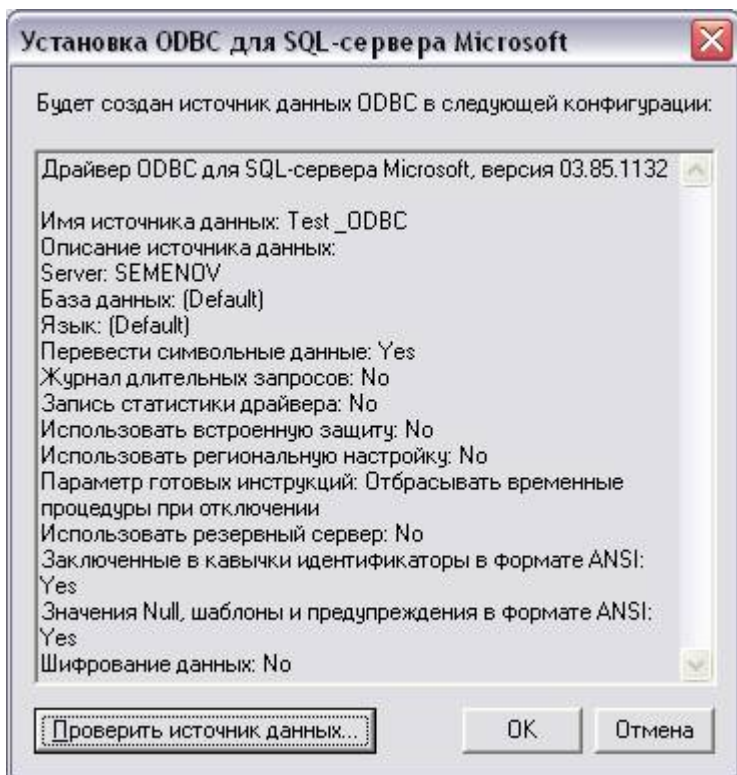 Установка ODBC для SQL-сервера Microsoft
Будет создан источник данных ODBC в следующей конфигурации:
Драйвер ODBC для SQL-сервера Microsoft, версия 03.85.1132
Имя источника данных: Test_ODBC
Описание источника данных:
Server: SEMENOV
База данных: (Default)
Язык: (Default)
Перевести символьные данные: Yes
Журнал длительных запросов: No
Запись статистики драйвера: No
Использовать встроенную защиту: No
Использовать региональную настройку: No
Параметр готовых инструкций: Отбрасывать временные
процедуры при отключении
Использовать резервный сервер: No
Заключенные в кавычки идентификаторы в формате ANSI:
Yes
Значения Null, шаблоны и предупреждения в формате ANSI:
Yes
Шифрование данных: No
Проверить источник данных... OK Отмена